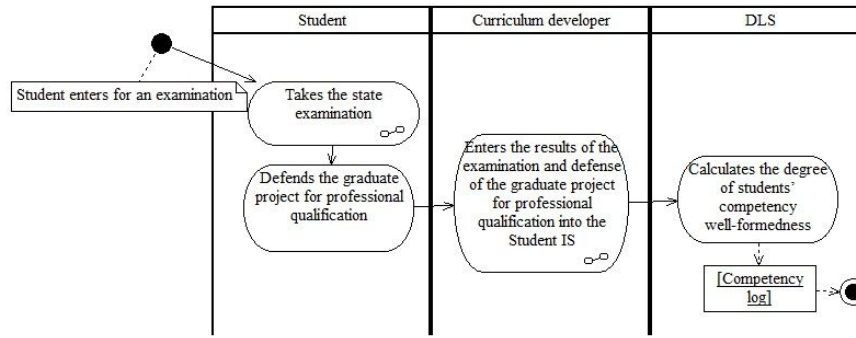 Student
Curriculum developer
DLS
Student enters for an examination
Takes the state
examination
Defends the graduate
project for professional
qualification
Enters the results of the
examination and defense
of the graduate project
for professional
qualification into the
Student IS
Calculates the degree
of students’
competency
well-formedness
[Competency
log]